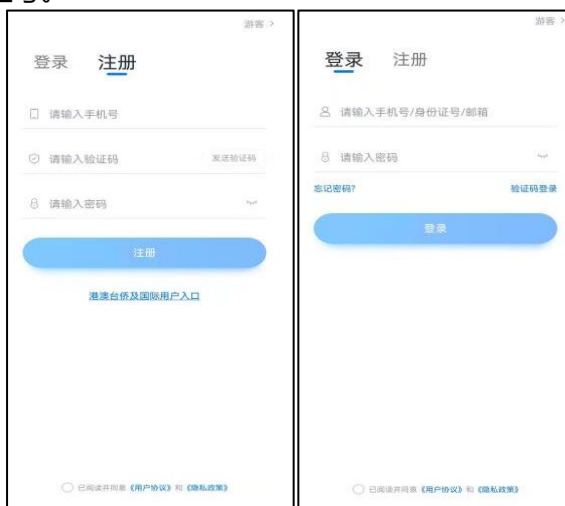 游客 >
登录 注册
请输入手机号
请输入验证码 发送验证码
请输入密码
注册
港澳台侨及国际用户入口
已阅读并同意《用户协议》和《隐私政策》
游客 >
登录 注册
请输入手机号/身份证号/邮箱
请输入密码
忘记密码? 验证码登录
登录
已阅读并同意《用户协议》和《隐私政策》